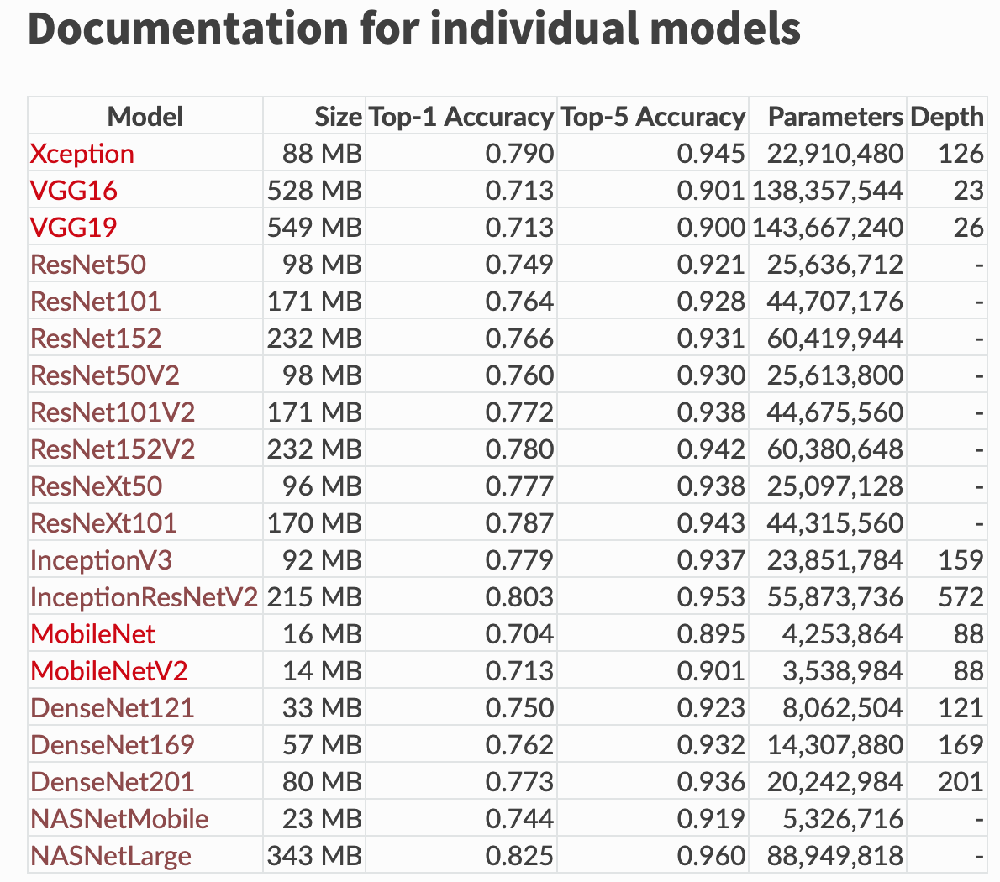 Documentation for individual models
Model Size Top-1 Accuracy Top-5 Accuracy Parameters Depth
Xception 88 MB 0.790 0.945 22,910,480 126
VGG16 528 MB 0.713 0.901 138,357,544 23
VGG19 549 MB 0.713 0.900 143,667,240 26
ResNet50 98 MB 0.749 0.921 25,636,712 -
ResNet101 171 MB 0.764 0.928 44,707,176 -
ResNet152 232 MB 0.766 0.931 60,419,944 -
ResNet50V2 98 MB 0.760 0.930 25,613,800 -
ResNet101V2 171 MB 0.772 0.938 44,675,560 -
ResNet152V2 232 MB 0.780 0.942 60,380,648 -
ResNeXt50 96 MB 0.777 0.938 25,097,128 -
ResNeXt101 170 MB 0.787 0.943 44,315,560 -
InceptionV3 92 MB 0.779 0.937 23,851,784 159
InceptionResNetV2 215 MB 0.803 0.953 55,873,736 572
MobileNet 16 MB 0.704 0.895 4,253,864 88
MobileNetV2 14 MB 0.713 0.901 3,538,984 88
DenseNet121 33 MB 0.750 0.923 8,062,504 121
DenseNet169 57 MB 0.762 0.932 14,307,880 169
DenseNet201 80 MB 0.773 0.936 20,242,984 201
NASNetMobile 23 MB 0.744 0.919 5,326,716 -
NASNetLarge 343 MB 0.825 0.960 88,949,818 -